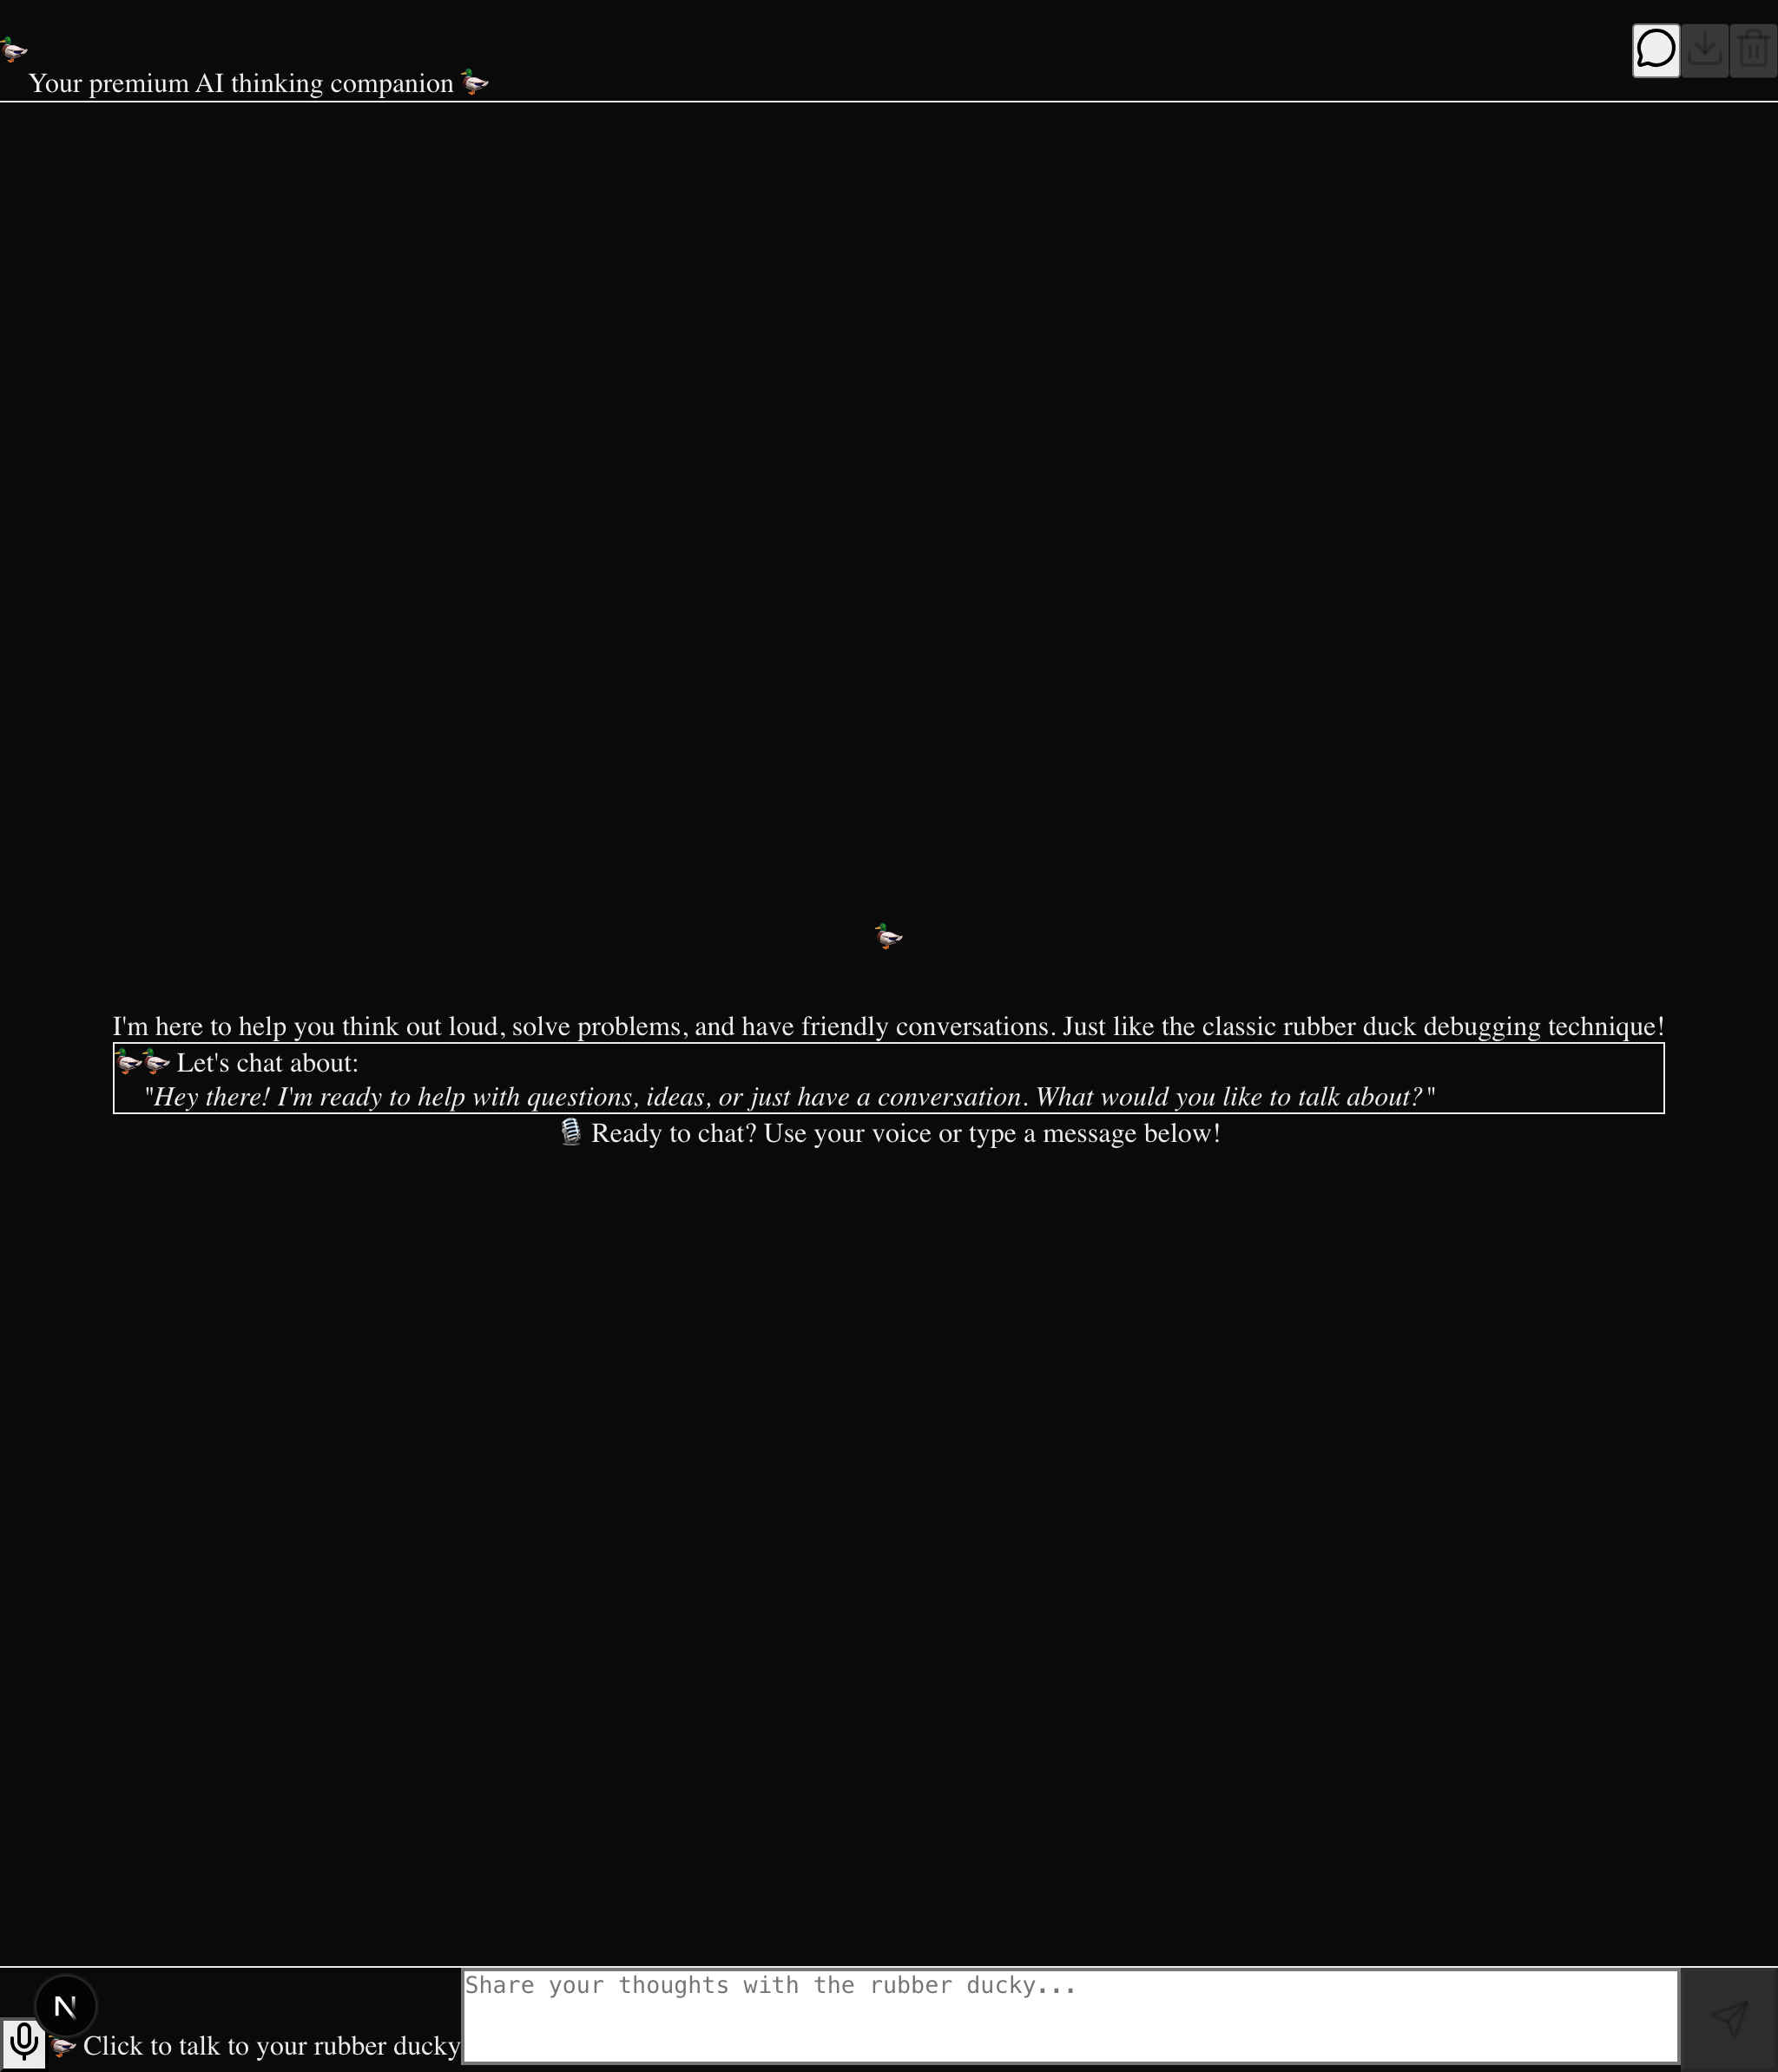 Your premium AI thinking companion 🦆
I'm here to help you think out loud, solve problems, and have friendly conversations. Just like the classic rubber duck debugging technique!
🦆🦆 Let's chat about:
"Hey there! I'm ready to help with questions, ideas, or just have a conversation. What would you like to talk about?"
🎙️ Ready to chat? Use your voice or type a message below!
Share your thoughts with the rubber ducky...
N
🦆 Click to talk to your rubber ducky